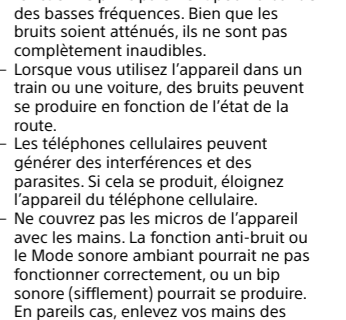 des basses fréquences. Bien que les
bruits soient atténués, ils ne sont pas
complètement inaudibles.
– Lorsque vous utilisez l’appareil dans un
train ou une voiture, des bruits peuvent
se produire en fonction de l’état de la
route.
– Les téléphones cellulaires peuvent
générer des interférences et des
parasites. Si cela se produit, éloignez
l’appareil du téléphone cellulaire.
– Ne couvrez pas les micros de l’appareil
avec les mains. La fonction anti-bruit ou
le Mode sonore ambiant pourrait ne pas
fonctionner correctement, ou un bip
sonore (sifflement) pourrait se produire.
En pareils cas, enlevez vos mains des